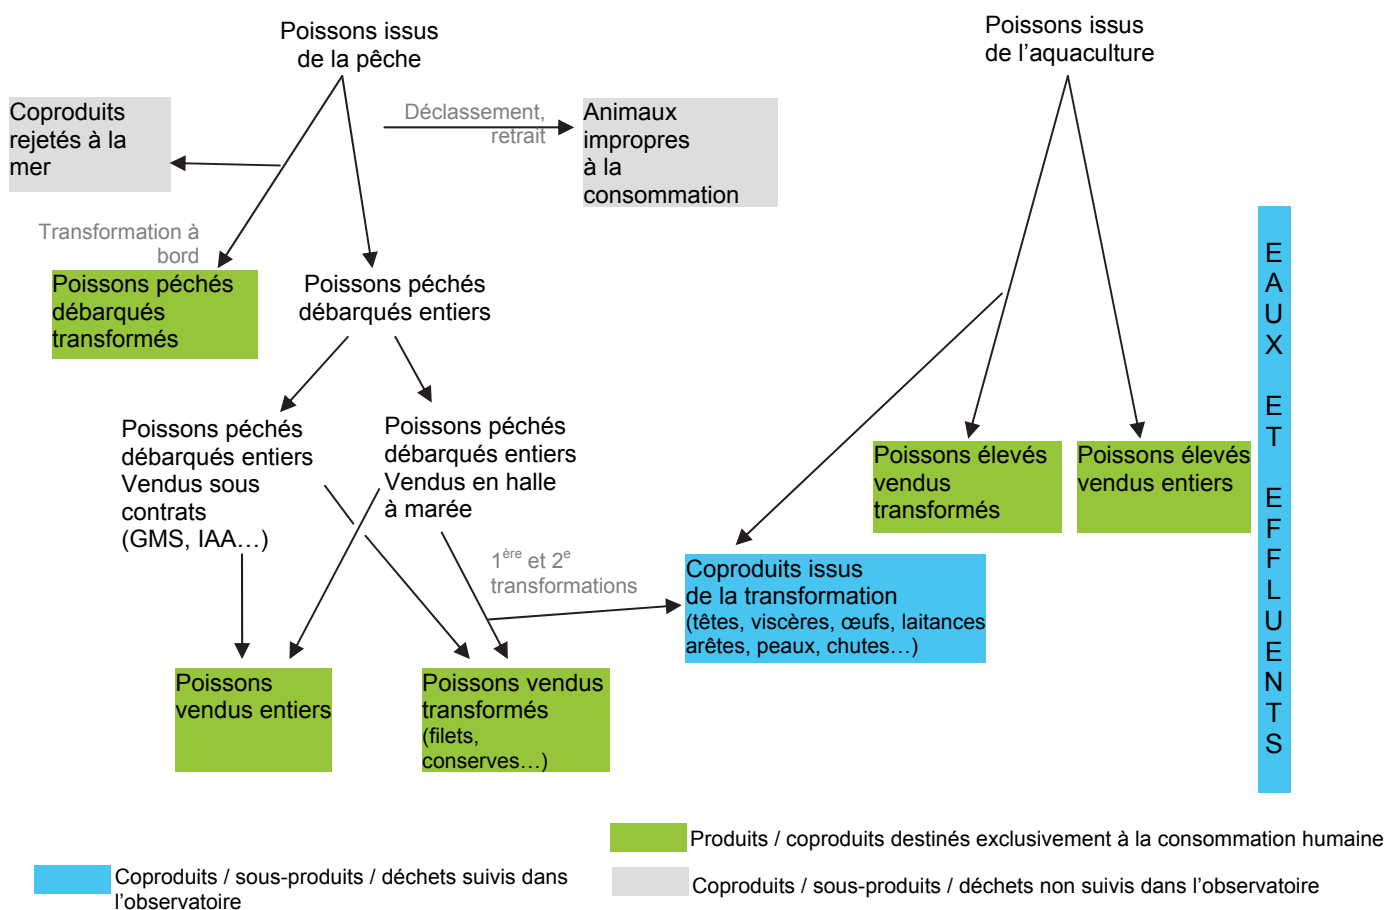 Poissons issus
de la pêche
Poissons issus
de l'aquaculture
Coproduits
rejetés à la
mer
Déclassement,
retrait
Animaux
impropres
à la
consommation
Transformation à
bord
Poissons péchés
débarqués
transformés
Poissons péchés
débarqués entiers
Poissons péchés
débarqués entiers
Vendus sous
contrats
(GMS, IAA…)
Poissons péchés
débarqués entiers
Vendus en halle
à marée
1ère et 2e
transformations
Poissons élevés
vendus
transformés
Poissons élevés
vendus entiers
Coproduits issus
de la transformation
(têtes, viscères, œufs, laitances
arêtes, peaux, chutes…)
Poissons
vendus entiers
Poissons vendus
transformés
(filets,
conserves…)
EAUX ET EFFLUENTS
Produits / coproduits destinés exclusivement à la consommation humaine
Coproduits / sous-produits / déchets suivis dans
l'observatoire
Coproduits / sous-produits / déchets non suivis dans l'observatoire